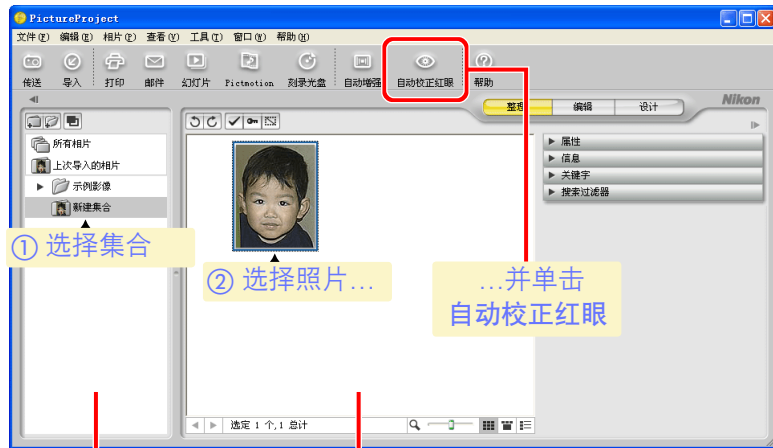 PictureProject
文件(F) 编辑(E) 相片(P) 查看(V) 工具(T) 窗口(W) 帮助(H)
传送 导入 打印 邮件 幻灯片 Pictmotion 刻录光盘 自动增强 自动校正红眼 帮助
整理 编辑 设计 Nikon
所有相片
上次导入的相片
示例影像
新建集合
① 选择集合
② 选择照片...
属性
信息
关键字
搜索过滤器
...并单击
自动校正红眼
选定 1 个,1 总计